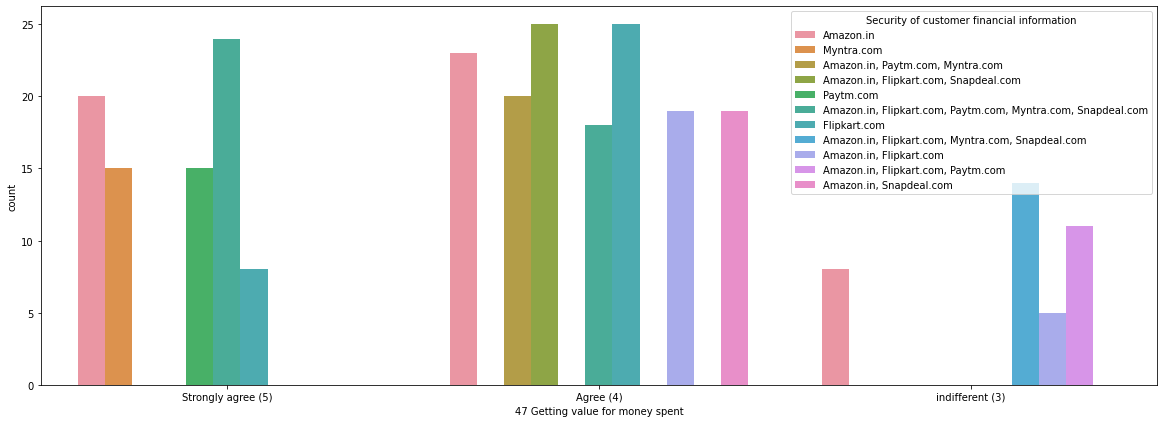 Security of customer financial information
Amazon.in
Myntra.com
Amazon.in, Paytm.com, Myntra.com
Amazon.in, Flipkart.com, Snapdeal.com
Paytm.com
Amazon.in, Flipkart.com, Paytm.com, Myntra.com, Snapdeal.com
Flipkart.com
Amazon.in, Flipkart.com, Myntra.com, Snapdeal.com
Amazon.in, Flipkart.com
Amazon.in, Flipkart.com, Paytm.com
Amazon.in, Snapdeal.com
25
20
15
10
5
0
count
Strongly agree (5)
Agree (4)
indifferent (3)
47 Getting value for money spent